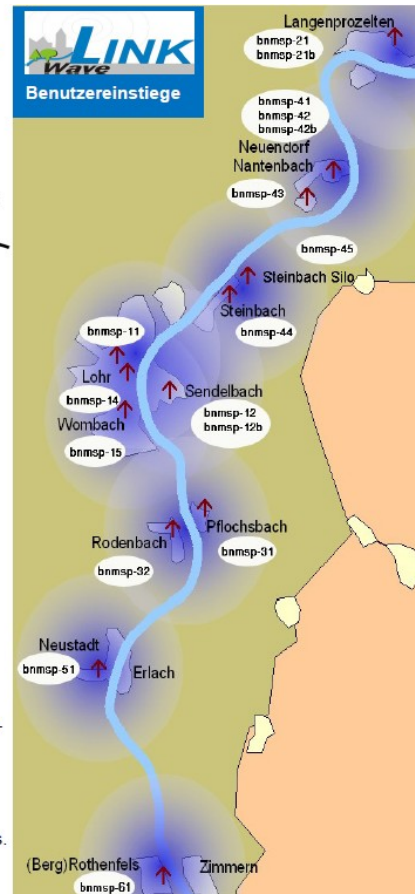 LINK
Wave
Benutzereinstiege
Langenprozelten
bnmsp-21
bnmsp-21b
bnmsp-41
bnmsp-42
bnmsp-42b
Neuendorf
Nantenbach
bnmsp-43
bnmsp-45
Steinbach Silo
Steinbach
bnmsp-44
bnmsp-11
Lohr
bnmsp-14
Sendelbach
Wombach
bnmsp-12
bnmsp-12b
bnmsp-15
Pflochsbach
Rodenbach
bnmsp-31
bnmsp-32
Neustadt
bnmsp-51
Erlach
s.
(Berg)Rothenfels
Zimmern
bnmsp-61